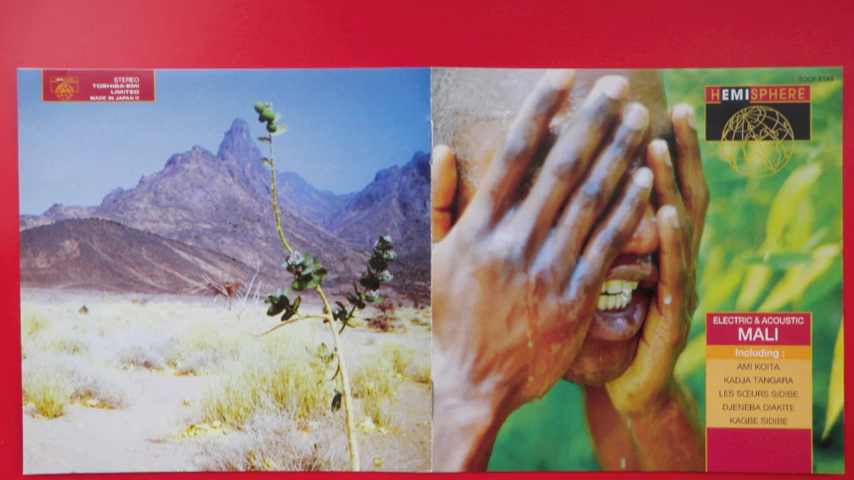 STEREO
TOSHIBA-EMI
LIMITED
MADE IN JAPAN
HEMISPHERE
ELECTRIC & ACOUSTIC
MALI
Including :
AMI KOITA
KADJA TANGARA
LES SŒURS SIDIBE
DJENEBA DIAKITE
KAGBE SIDIBE